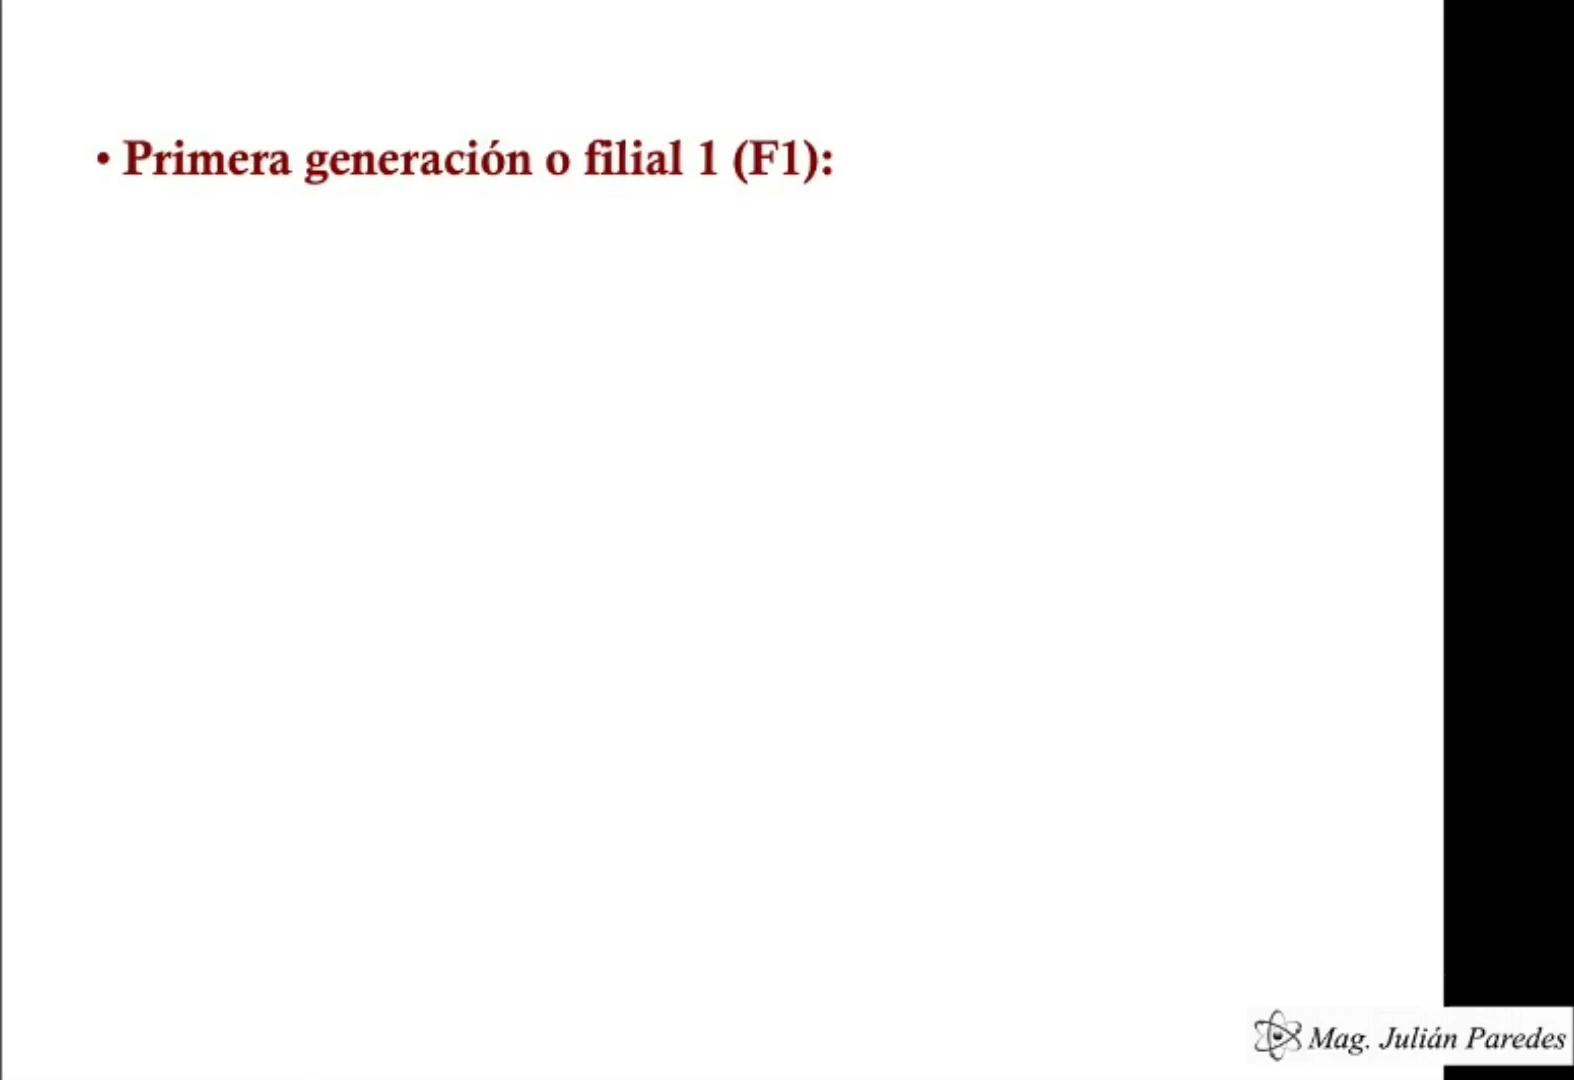 • Primera generación o filial 1 (F1):
Mag. Julián Paredes